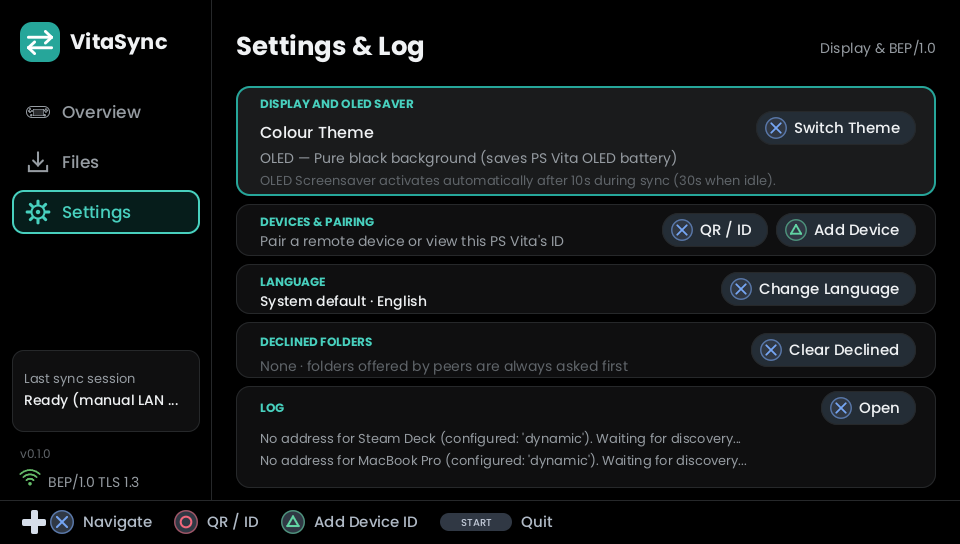 VitaSync
Overview
Files
Settings
Last sync session
Ready (manual LAN ...
v0.1.0
BEP/1.0 TLS 1.3
Settings & Log
Display & BEP/1.0
DISPLAY AND OLED SAVER
Colour Theme
Switch Theme
OLED — Pure black background (saves PS Vita OLED battery)
OLED Screensaver activates automatically after 10s during sync (30s when idle).
DEVICES & PAIRING
Pair a remote device or view this PS Vita's ID
QR / ID
Add Device
LANGUAGE
System default · English
Change Language
DECLINED FOLDERS
None · folders offered by peers are always asked first
Clear Declined
LOG
Open
No address for Steam Deck (configured: 'dynamic'). Waiting for discovery...
No address for MacBook Pro (configured: 'dynamic'). Waiting for discovery...
Navigate
QR / ID
Add Device ID
START
Quit